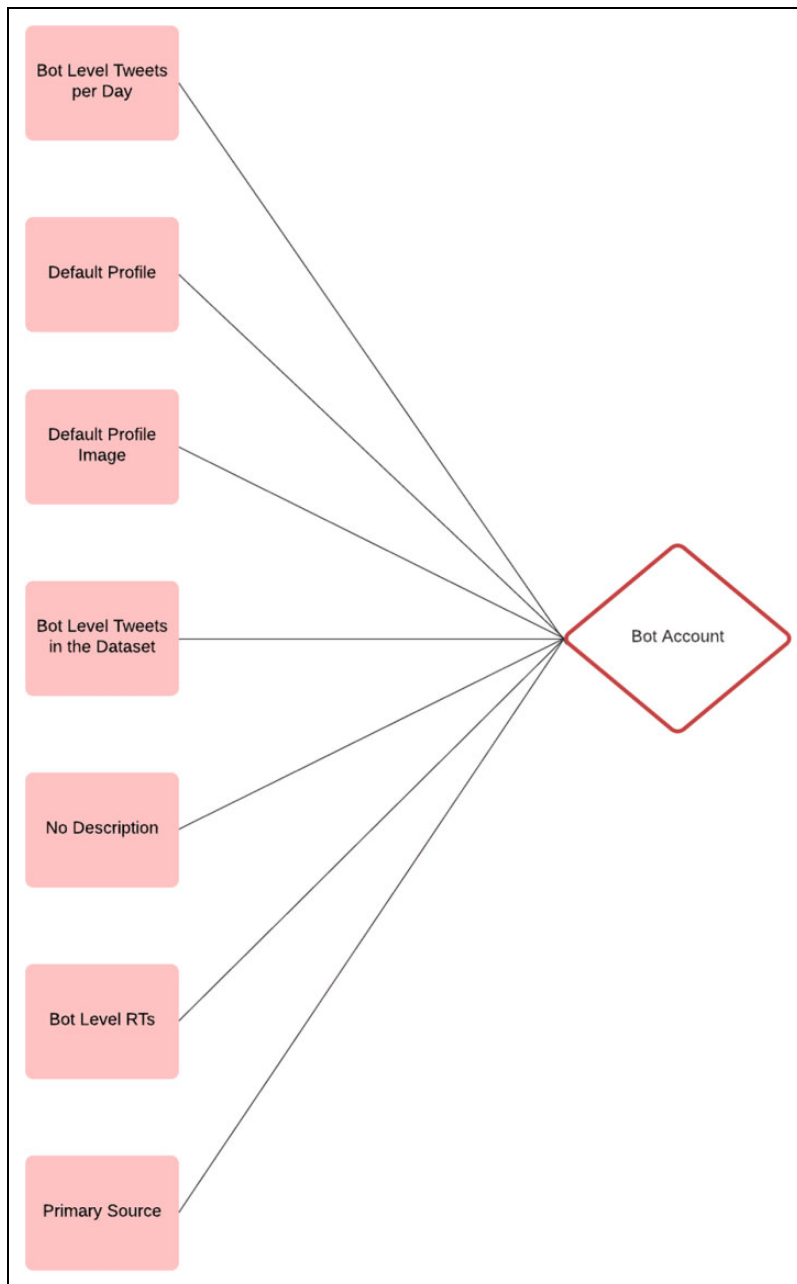 Bot Level Tweets
per Day
Default Profile
Default Profile
Image
Bot Level Tweets
in the Dataset
Bot Account
No Description
Bot Level RTs
Primary Source